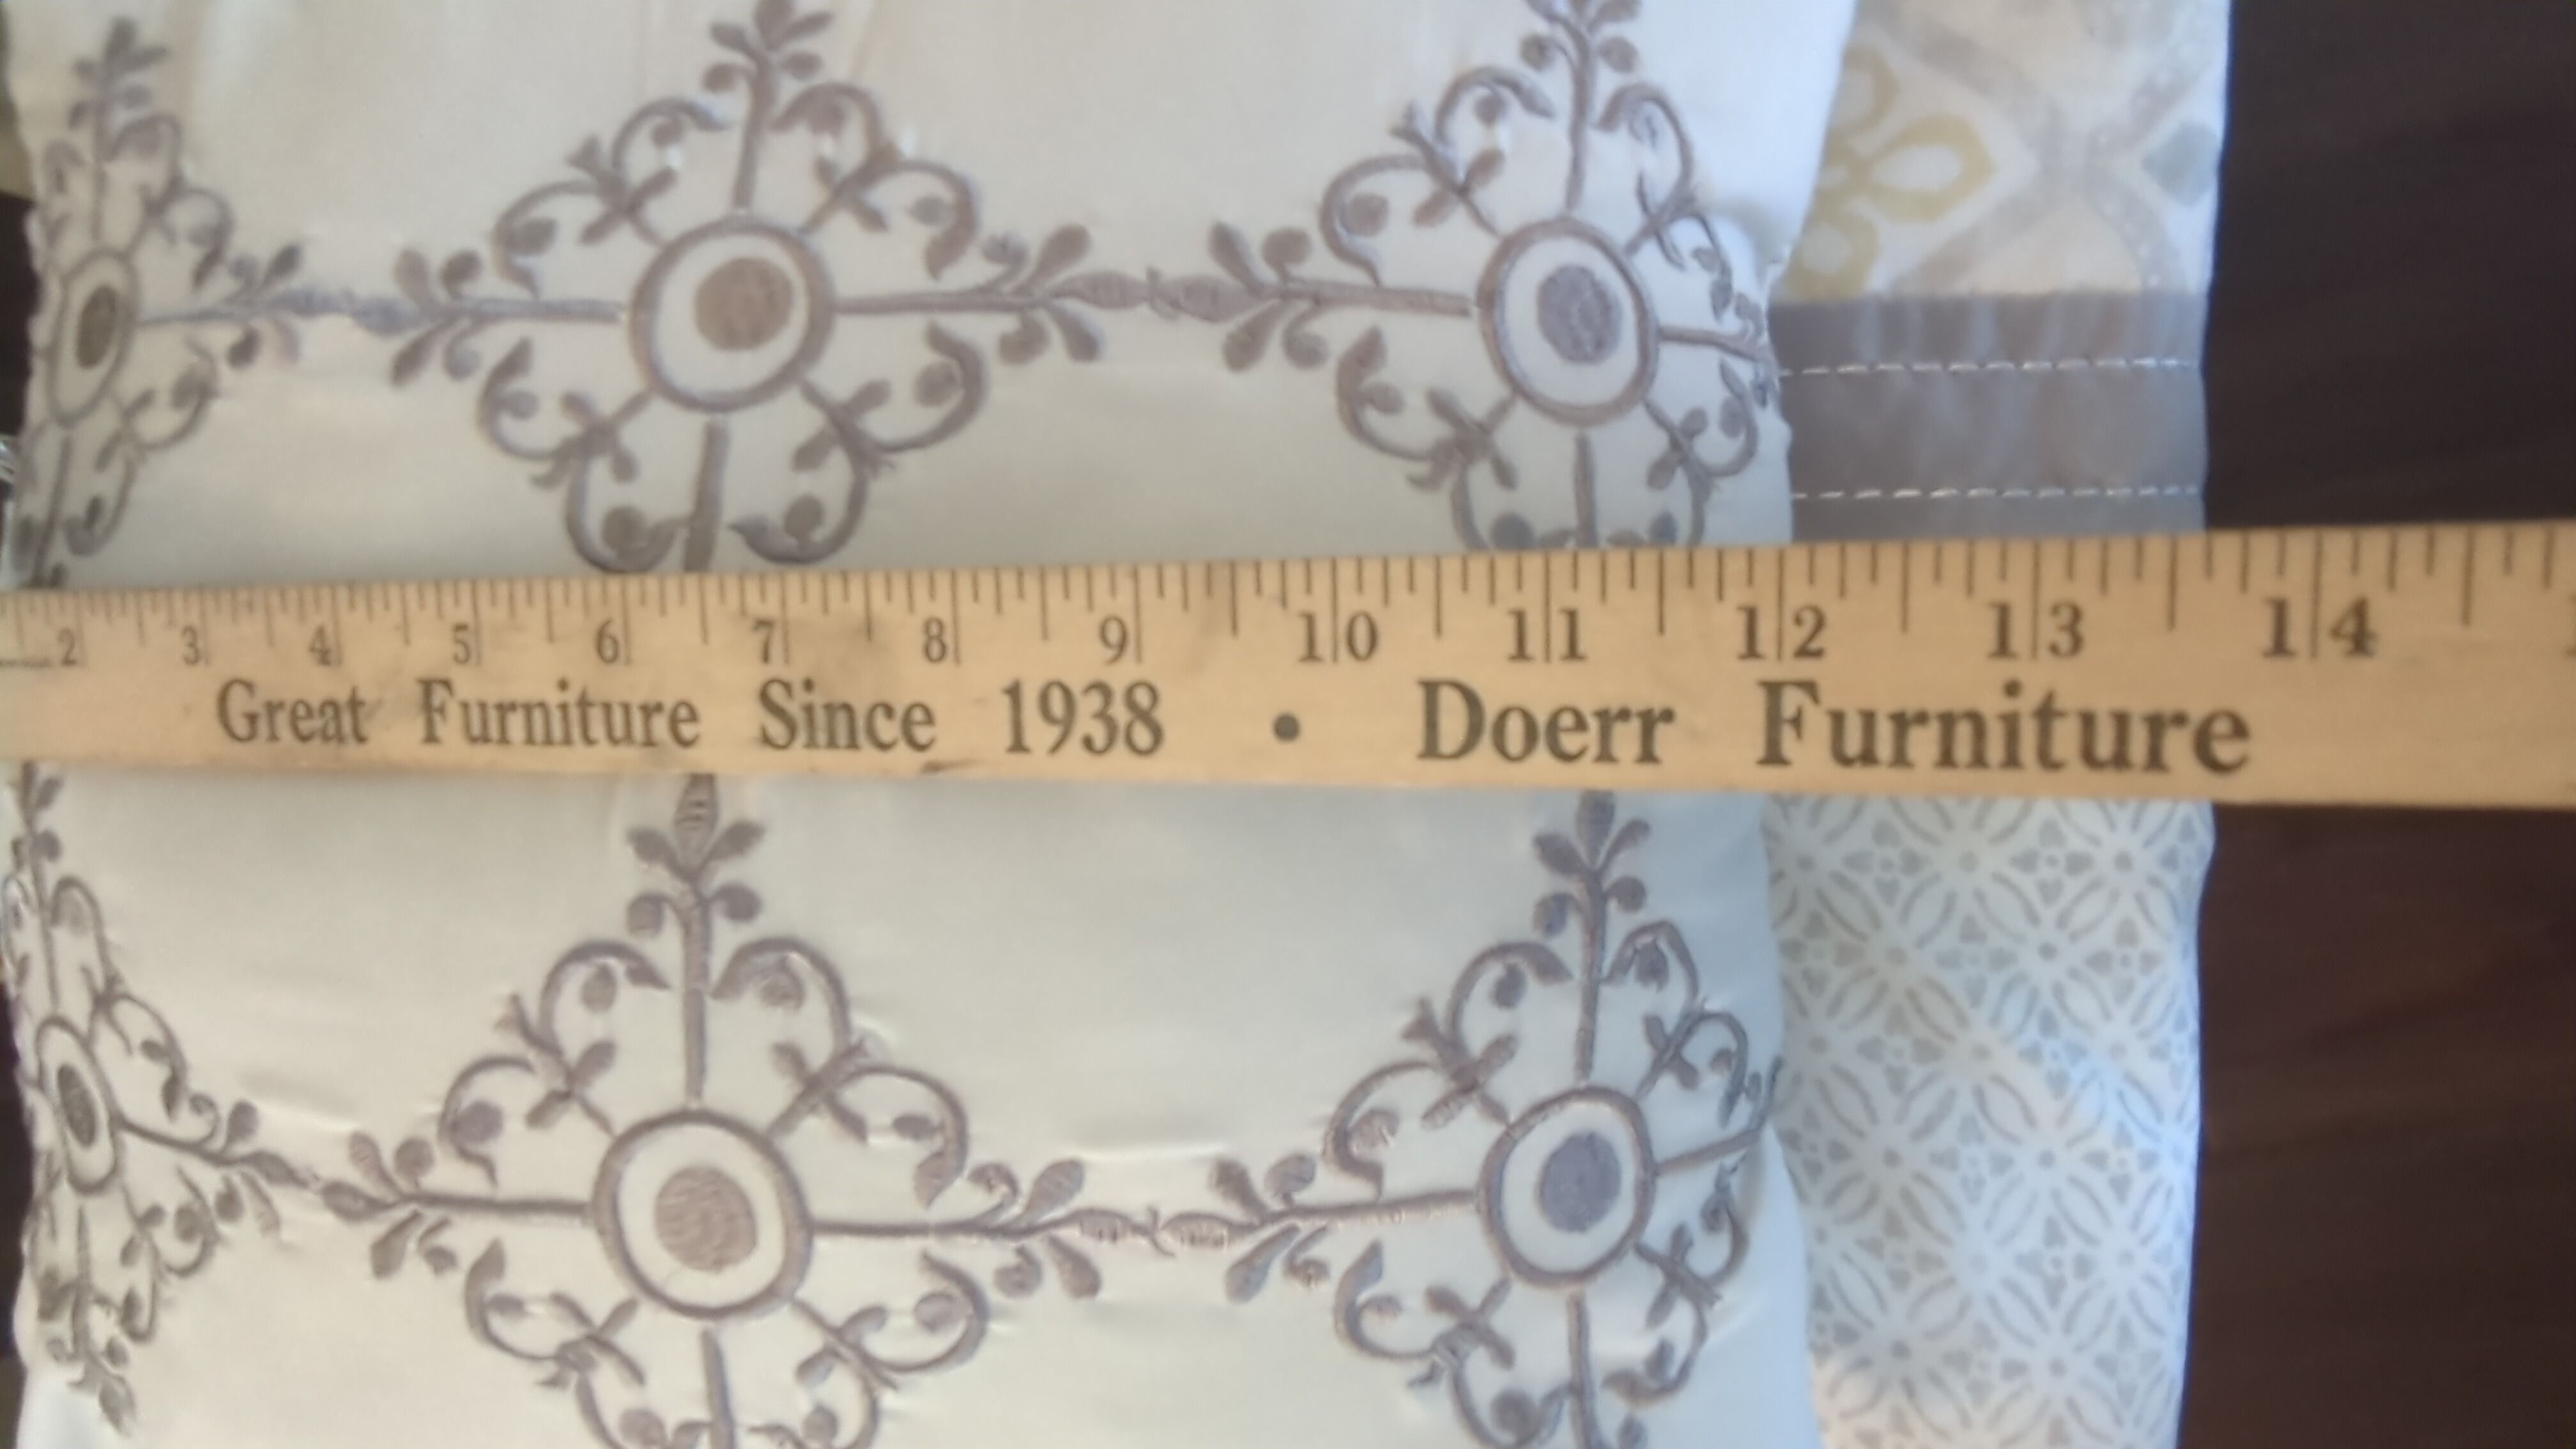 2 3 4 5 6 7 8 9 10 11 12 13 14
Great Furniture Since 1938 • Doerr Furniture